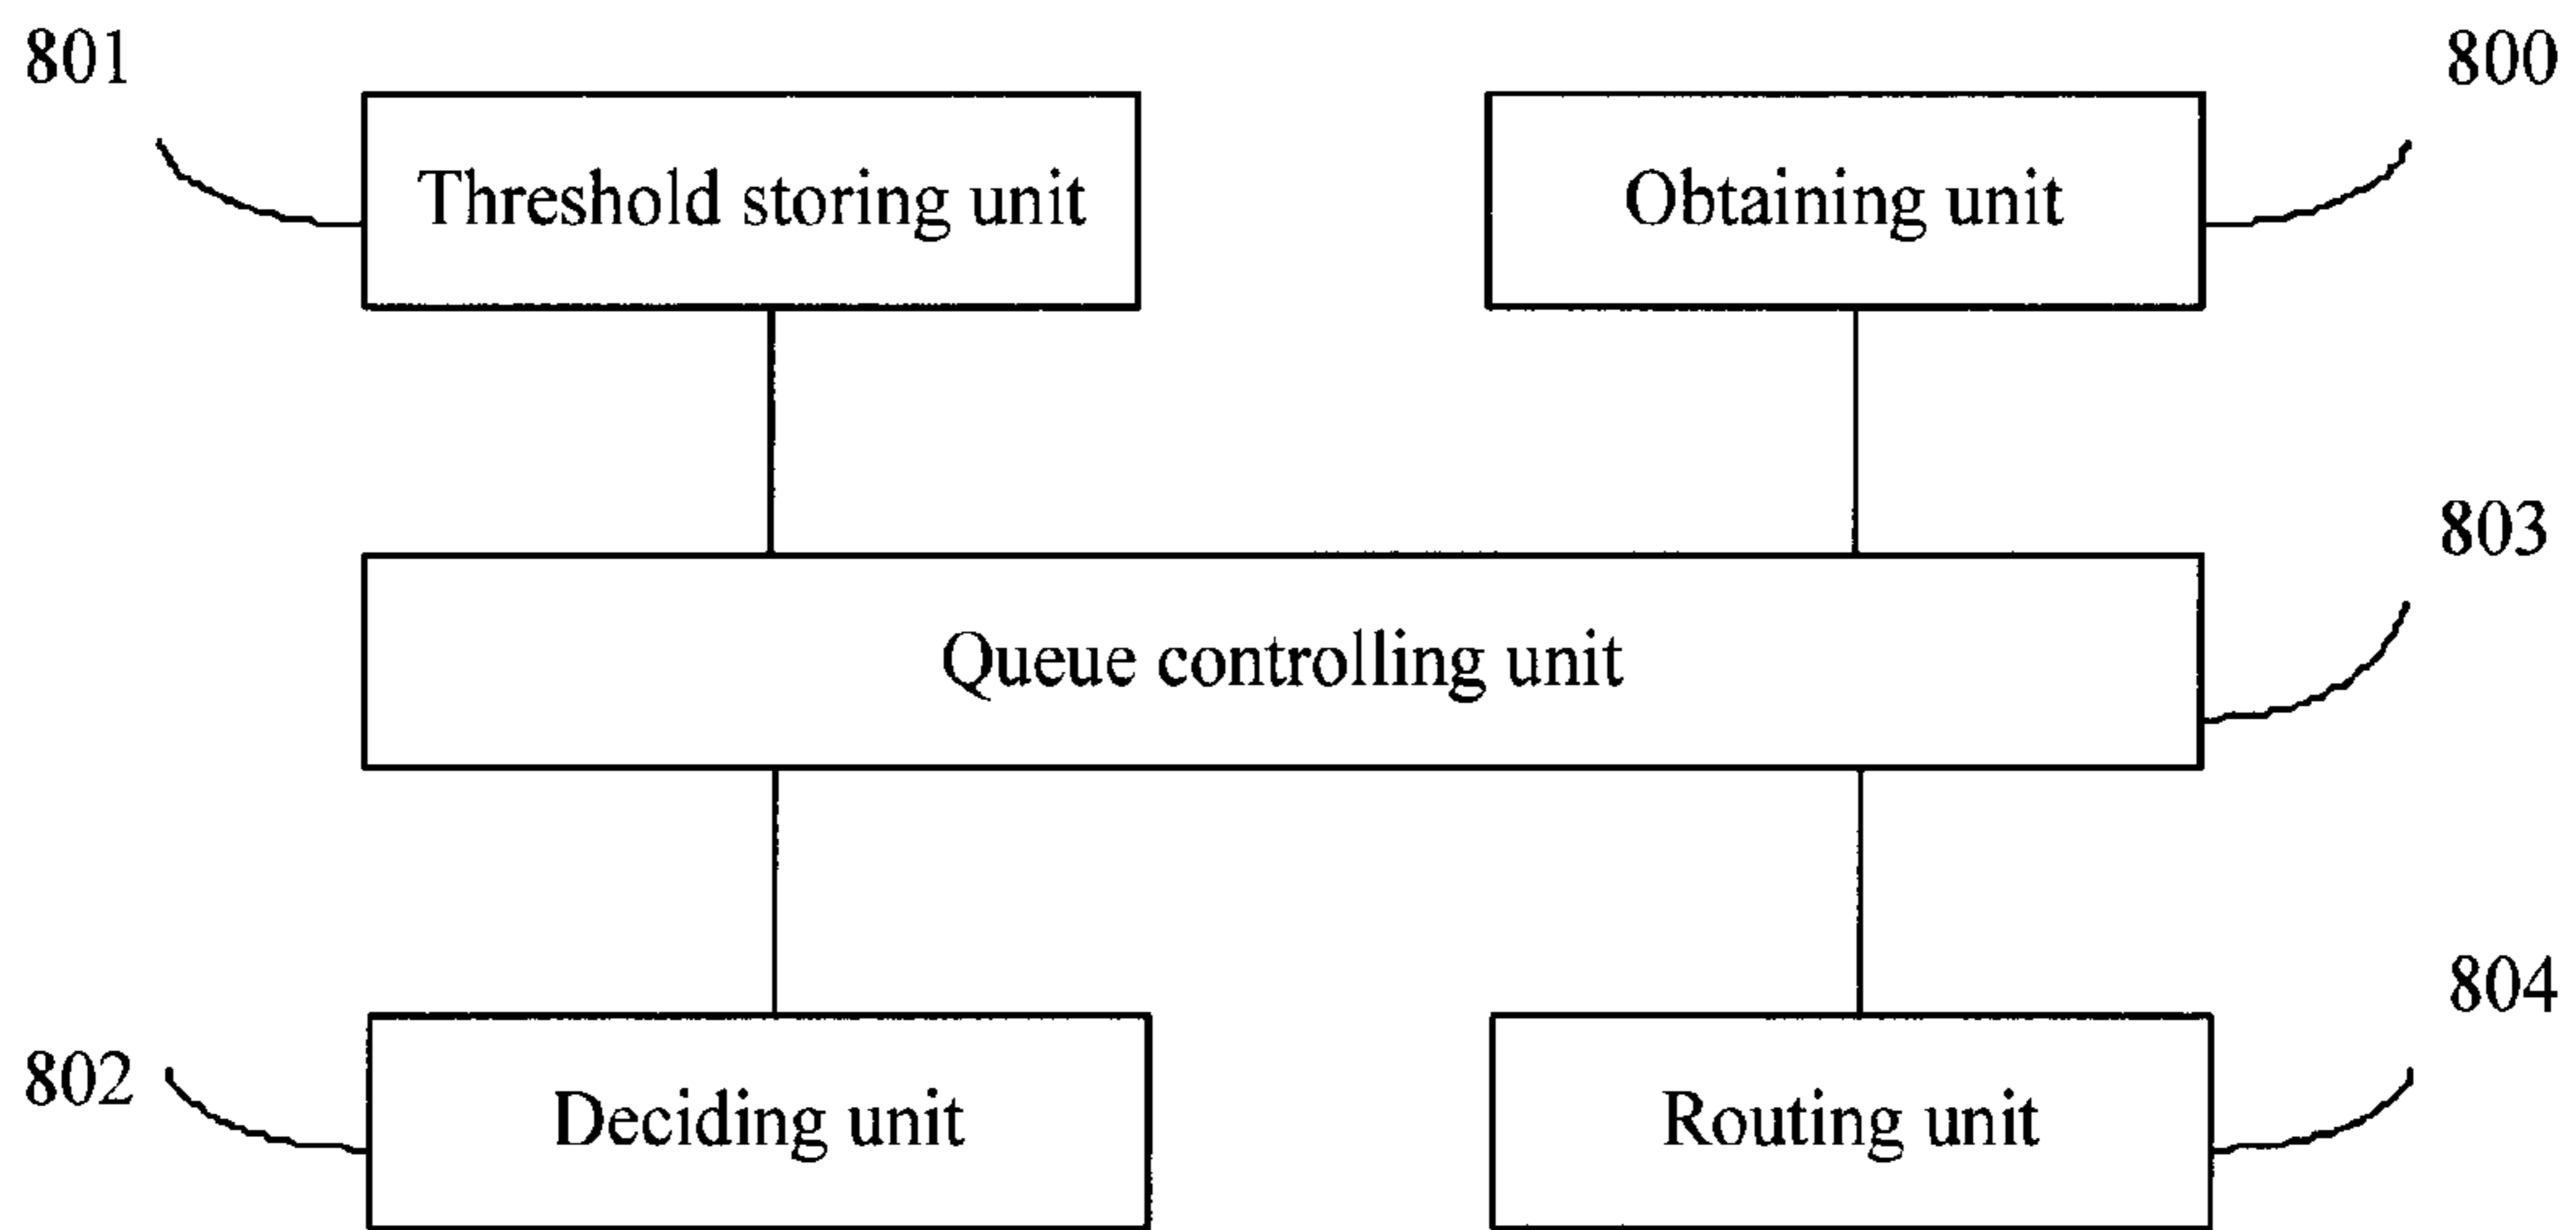 801
800
Threshold storing unit
Obtaining unit
803
Queue controlling unit
804
802
Deciding unit
Routing unit